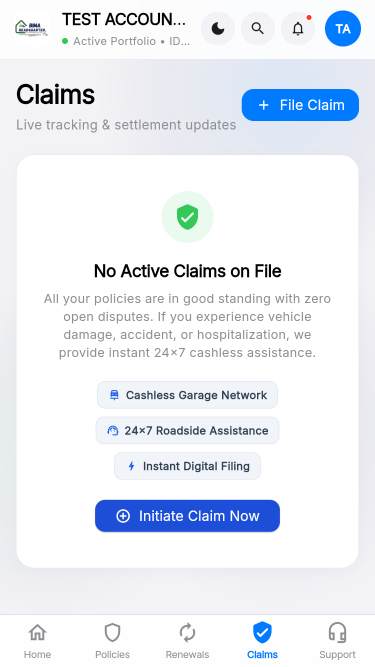 BIMA
HEADQUARTER
TEST ACCOUN...
Active Portfolio • ID...
TA
Claims
Live tracking & settlement updates
File Claim
No Active Claims on File
All your policies are in good standing with zero
open disputes. If you experience vehicle
damage, accident, or hospitalization, we
provide instant 24×7 cashless assistance.
Cashless Garage Network
24×7 Roadside Assistance
Instant Digital Filing
Initiate Claim Now
Home
Policies
Renewals
Claims
Support